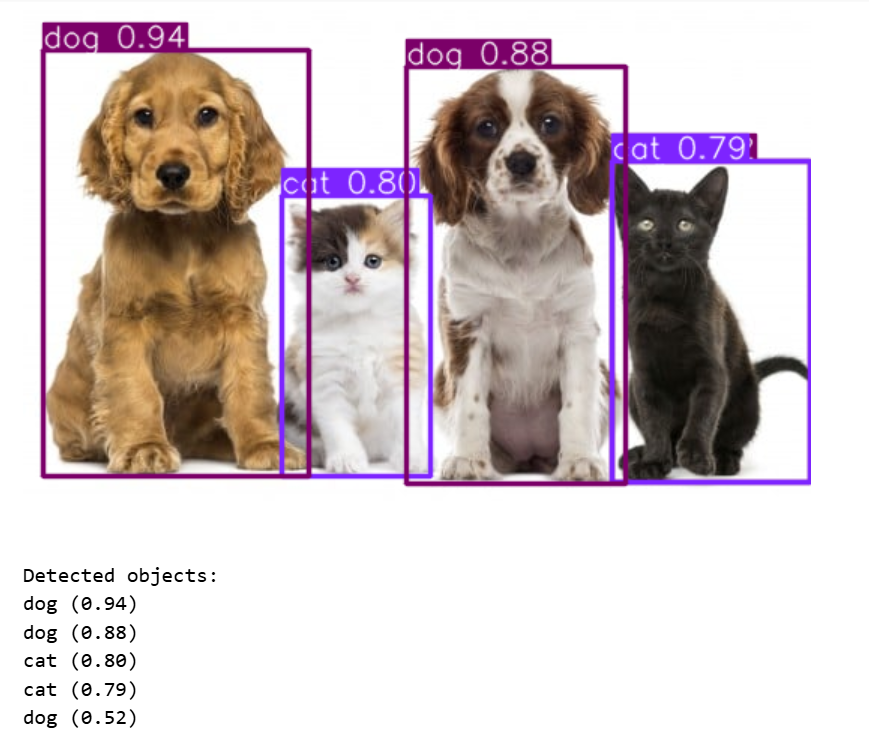 dog 0.94
dog 0.88
cat 0.79
cat 0.80
Detected objects:
dog (0.94)
dog (0.88)
cat (0.80)
cat (0.79)
dog (0.52)